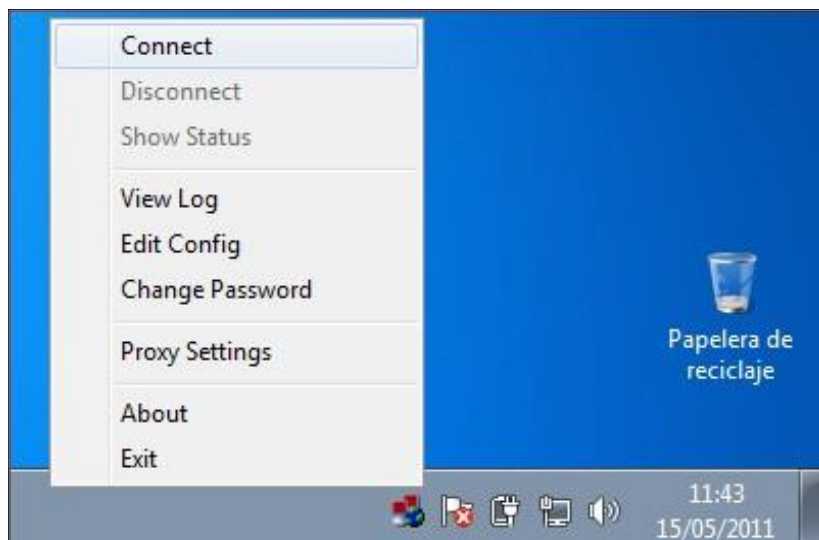 Connect
Disconnect
Show Status
View Log
Edit Config
Change Password
Proxy Settings
About
Exit
Papelera de
reciclaje
11:43
15/05/2011